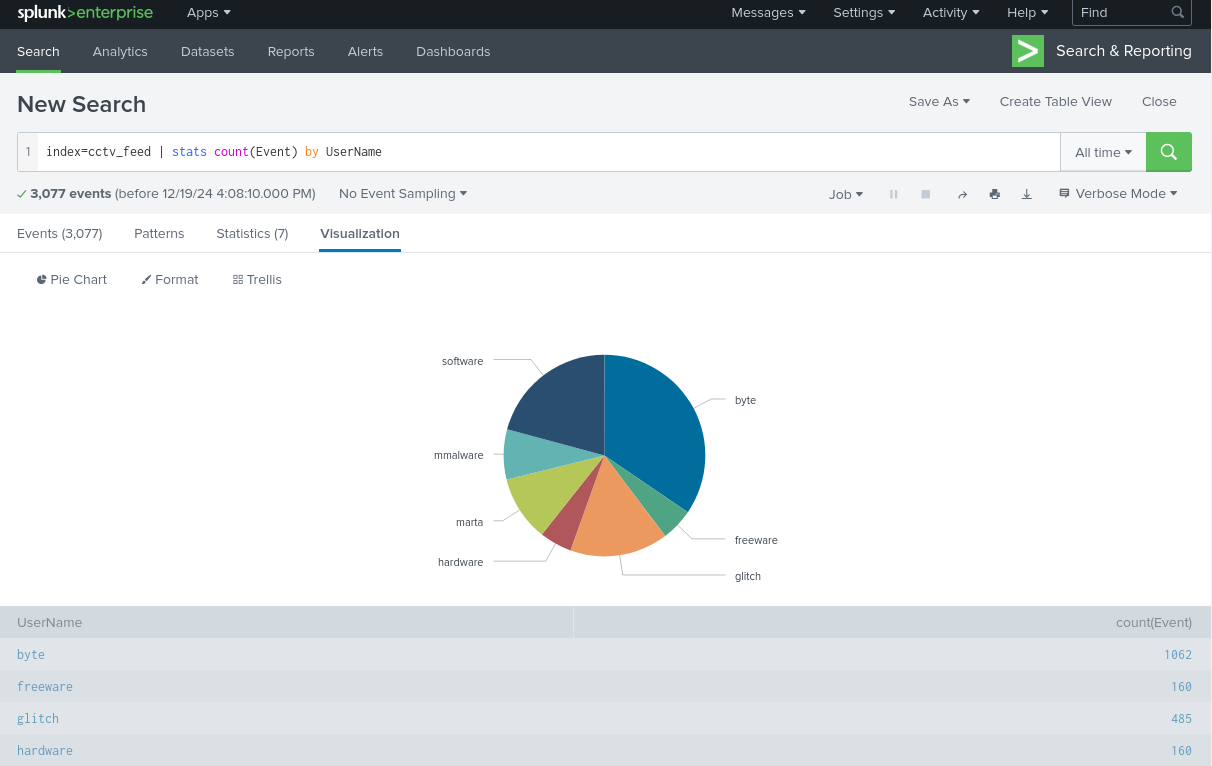 splunk>enterprise Apps Messages Settings Activity Help Find
Search Analytics Datasets Reports Alerts Dashboards Search & Reporting
New Search Save As Create Table View Close
1 index=cctv_feed | stats count(Event) by UserName All time
3,077 events (before 12/19/24 4:08:10.000 PM) No Event Sampling Job Verbose Mode
Events (3,077) Patterns Statistics (7) Visualization
Pie Chart Format Trellis
software
byte
mmalware
marta
freeware
hardware
glitch
UserName count(Event)
byte 1062
freeware 160
glitch 485
hardware 160